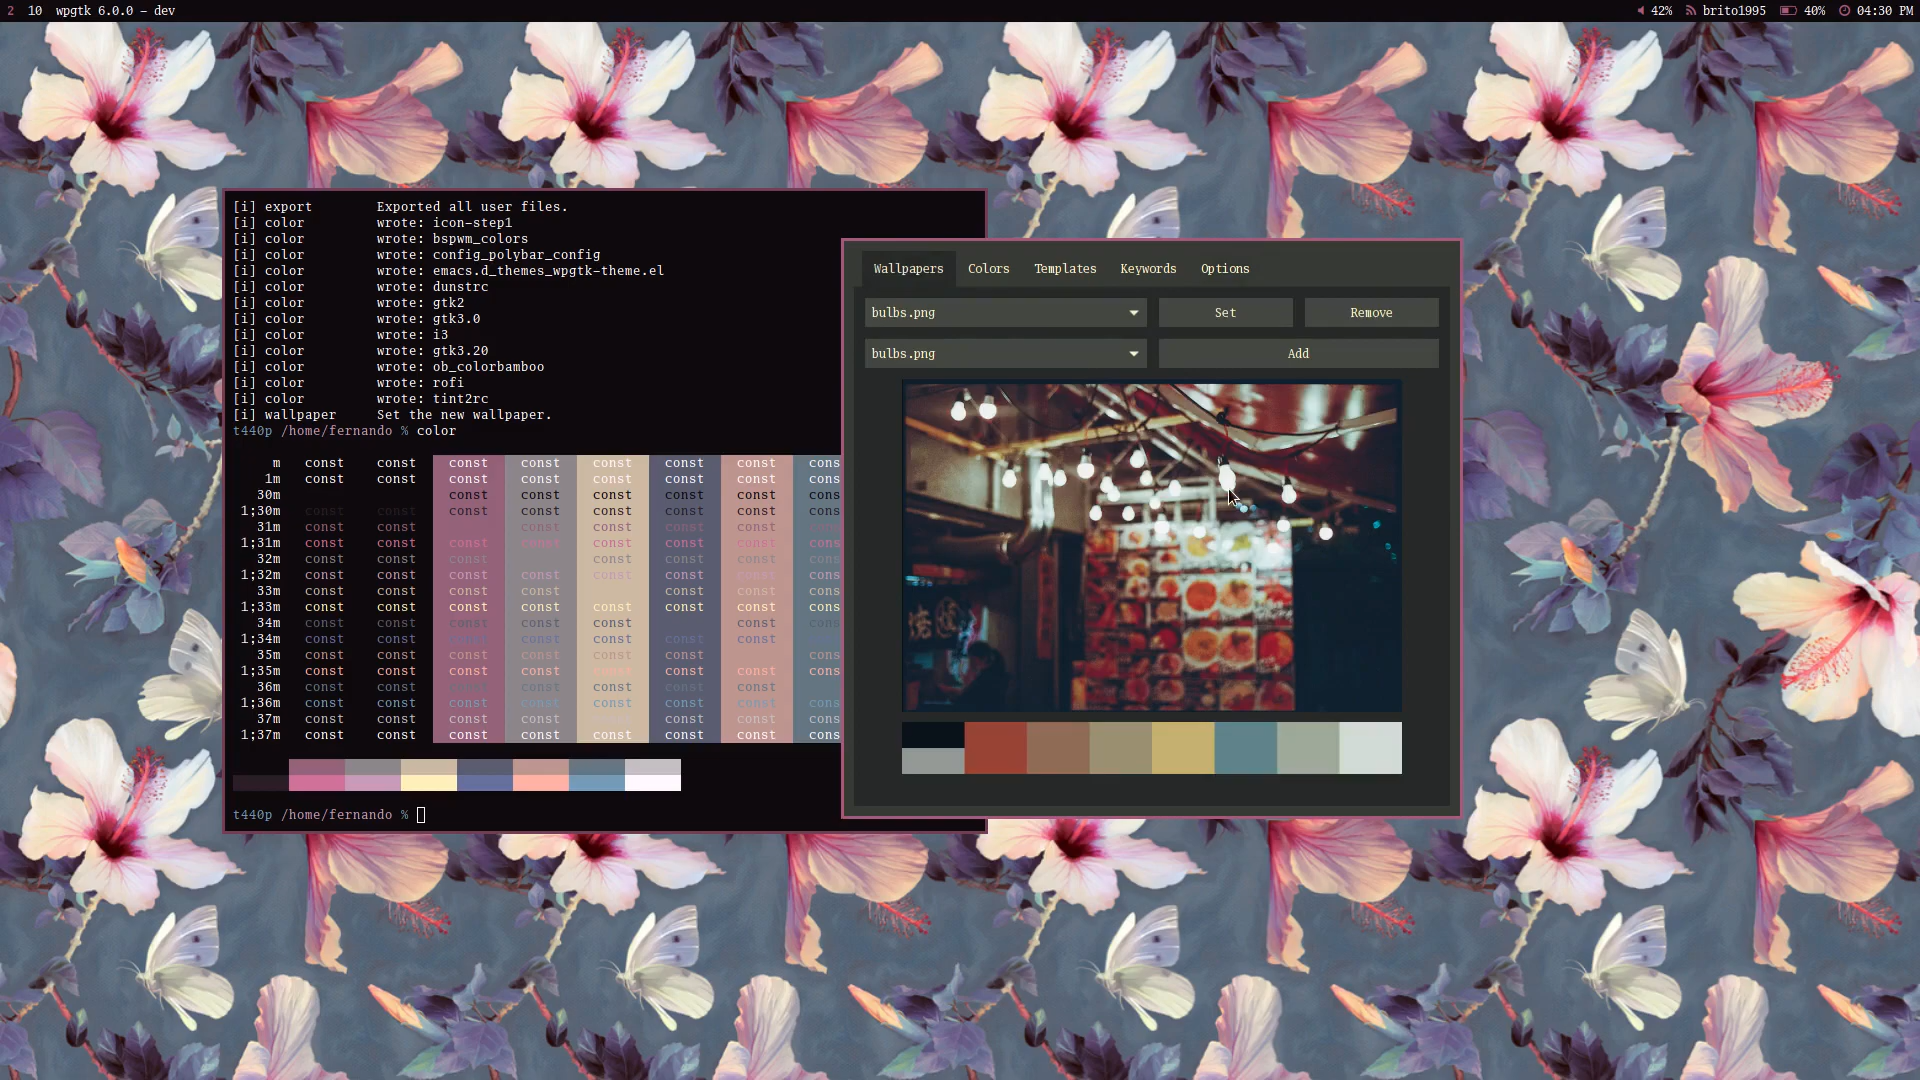 2 10 wpgtk 6.0.0 – dev
42% brito1995 40% 04:30 PM
[i] export Exported all user files.
[i] color wrote: icon-step1
[i] color wrote: bspwm_colors
[i] color wrote: config_polybar_config
[i] color wrote: emacs.d_themes_wpgtk-theme.el
[i] color wrote: dunstrc
[i] color wrote: gtk2
[i] color wrote: gtk3.0
[i] color wrote: i3
[i] color wrote: gtk3.20
[i] color wrote: ob_colorbamboo
[i] color wrote: rofi
[i] color wrote: tint2rc
[i] wallpaper Set the new wallpaper.
t440p /home/fernando % color
m const const const const const const const cons
1m const const const const const const const cons
30m const const const const const cons
1;30m const const const const const const const cons
31m const const const const const const
1;31m const const const const const const const cons
32m const const const const const const cons
1;32m const const const const const const const cons
33m const const const const const const cons
1;33m const const const const const const const cons
34m const const const const const const cons
1;34m const const const const const const const cons
35m const const const const const const cons
1;35m const const const const const const const cons
36m const const const const const const const
1;36m const const const const const const const cons
37m const const const const const const const cons
1;37m const const const const const const const cons
t440p /home/fernando %
Wallpapers Colors Templates Keywords Options
bulbs.png Set Remove
bulbs.png Add